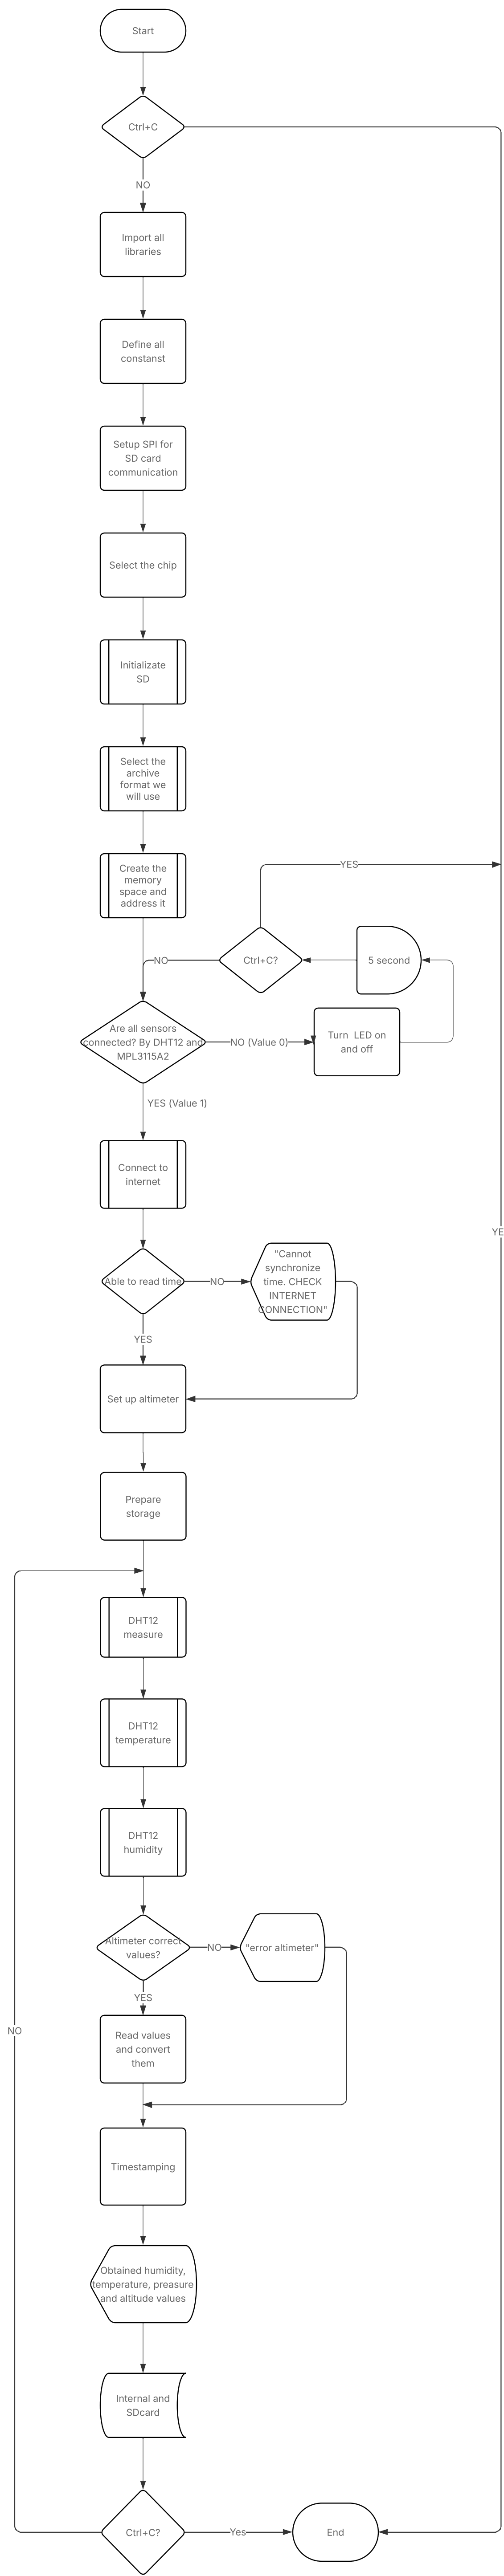 Start
Ctrl+C
NO
Import all
libraries
Define all
constanst
Setup SPI for
SD card
communication
Select the chip
Initializate
SD
Select the
archive
format we
will use
Create the
memory
space and
address it
YES
NO
Ctrl+C?
5 second
Are all sensors
connected? By DHT12 and
MPL3115A2
NO (Value 0)
Turn LED on
and off
YES (Value 1)
Connect to
internet
YE
Able to read time
NO
"Cannot
synchronize
time. CHECK
INTERNET
CONNECTION"
YES
Set up altimeter
Prepare
storage
DHT12
measure
DHT12
temperature
DHT12
humidity
Altimeter correct
values?
NO
"error altimeter"
YES
NO
Read values
and convert
them
Timestamping
Obtained humidity,
temperature, preasure
and altitude values
Internal and
SDcard
Ctrl+C?
Yes
End